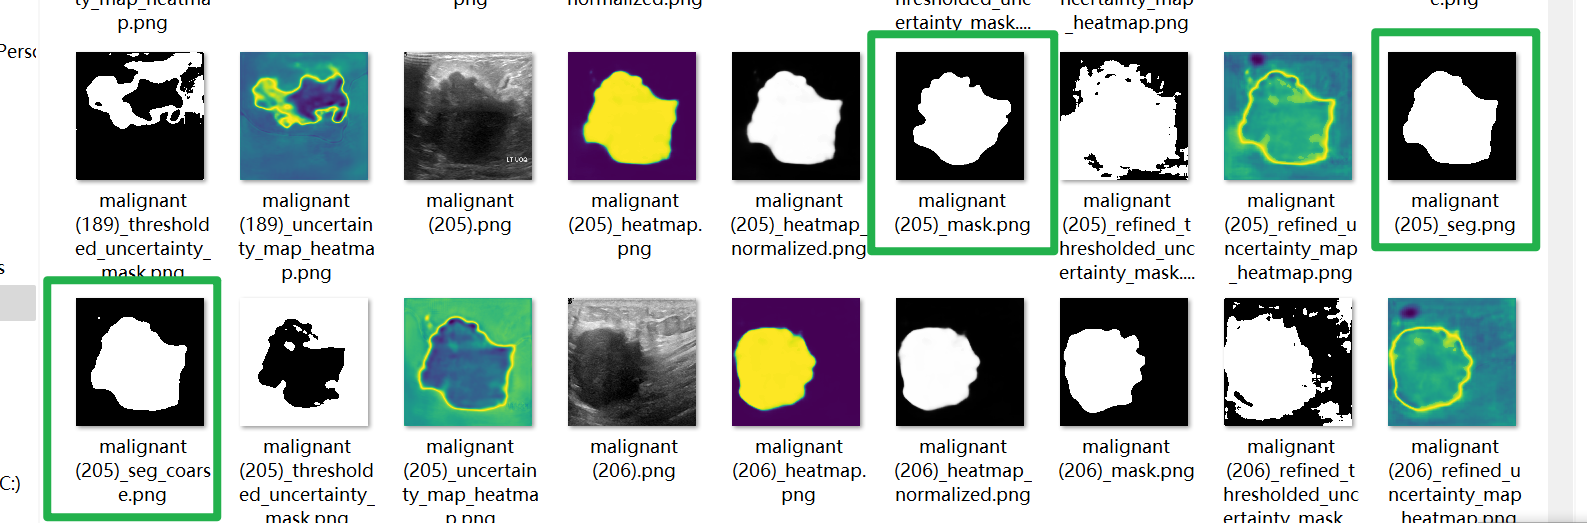 ty_map_heatma
p.png
png
normalized.png
hresholded_unc
ertainty_mask....
certainty_map
_heatmap.png
e.png
Perso
malignant
(189)_threshold
ed_uncertainty_
mask.png
malignant
(189)_uncertain
ty_map_heatma
p.png
LT UOQ
malignant
(205).png
malignant
(205)_heatmap.
png
malignant
(205)_heatmap_
normalized.png
malignant
(205)_mask.png
malignant
(205)_refined_t
hresholded_unc
ertainty_mask....
malignant
(205)_refined_u
ncertainty_map
_heatmap.png
malignant
(205)_seg.png
s
C:)
malignant
(205)_seg_coars
e.png
malignant
(205)_threshold
ed_uncertainty_
mask.png
malignant
(205)_uncertain
ty_map_heatma
p.png
malignant
(206).png
malignant
(206)_heatmap.
png
malignant
(206)_heatmap_
normalized.png
malignant
(206)_mask.png
malignant
(206)_refined_t
hresholded_unc
ertainty_mask
malignant
(206)_refined_u
ncertainty_map
_heatmap.png